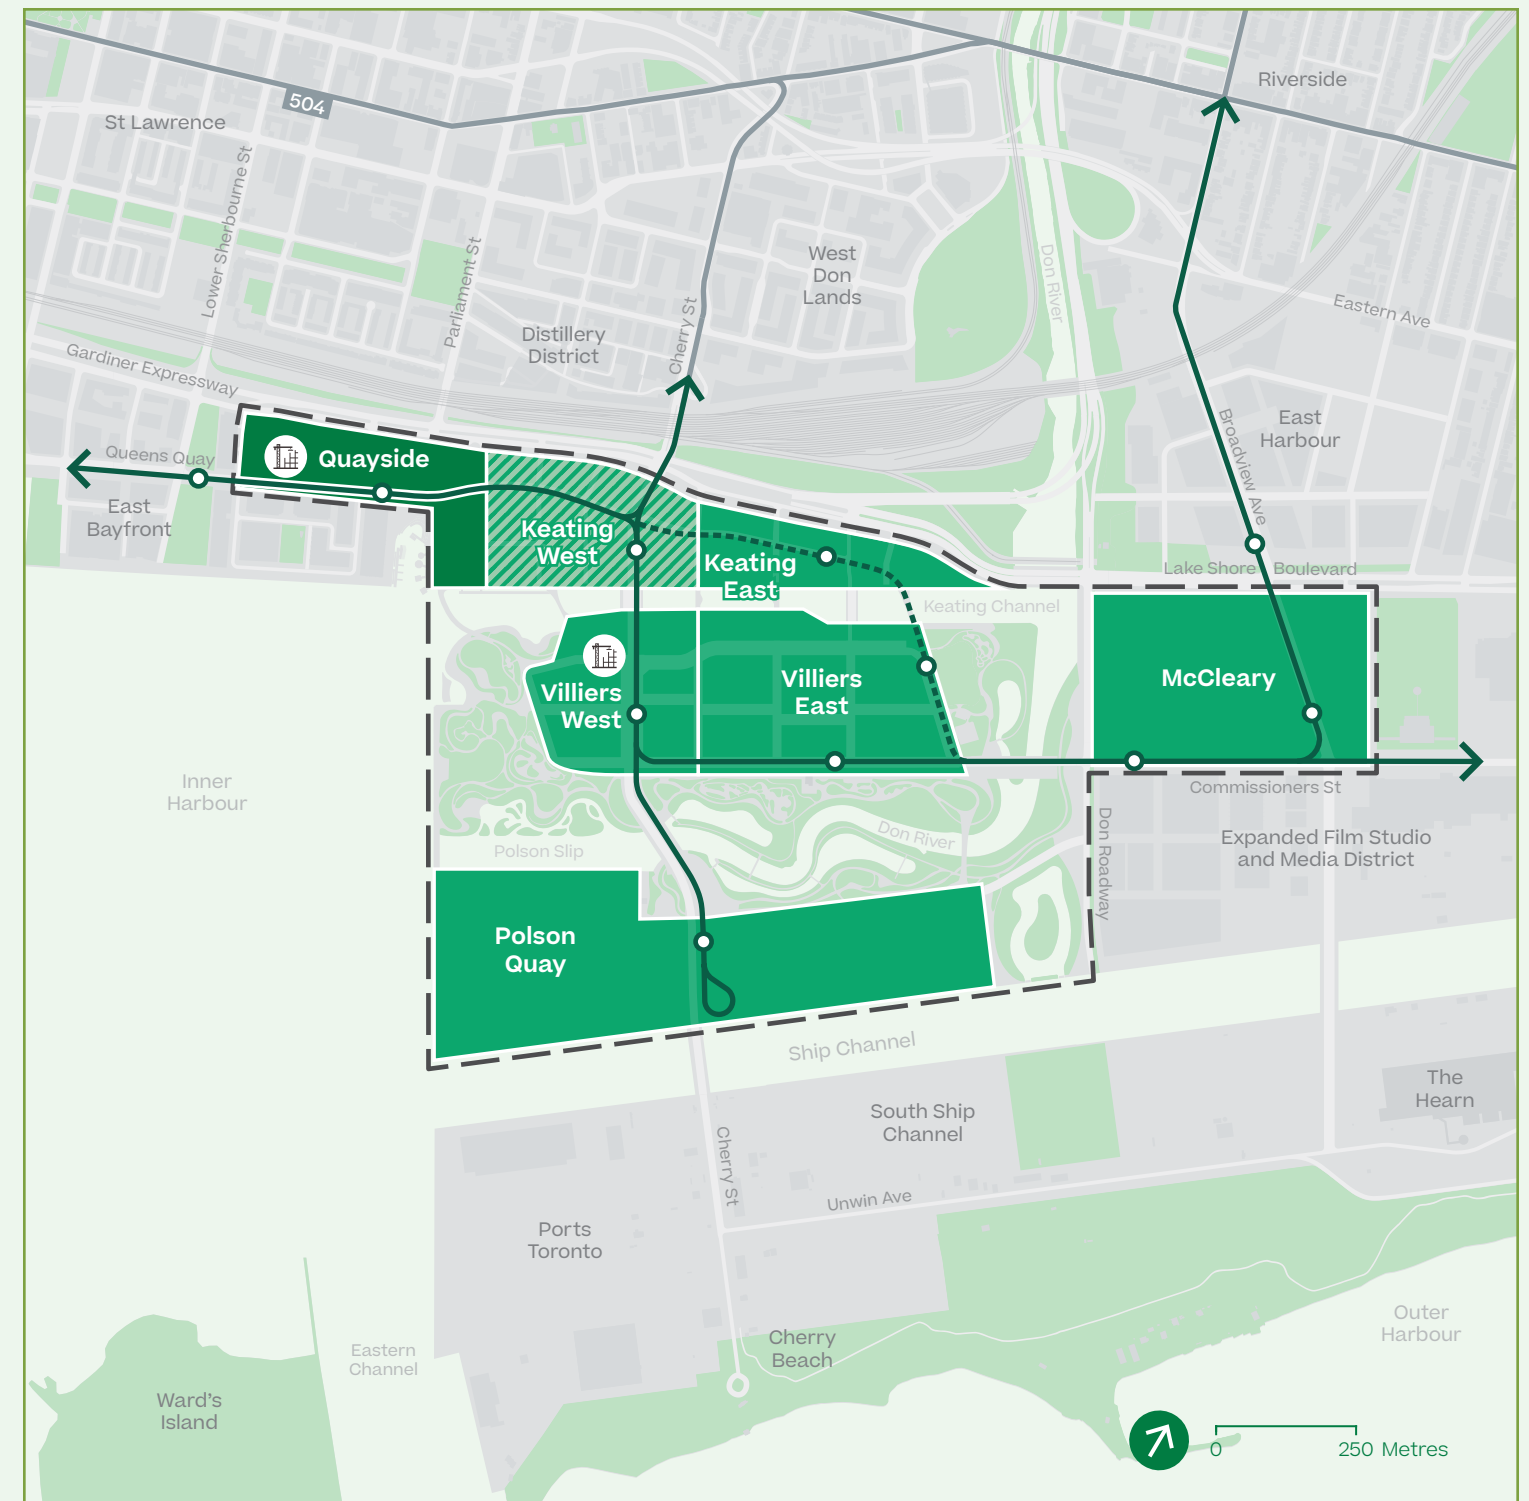 504
Riverside
St Lawrence
Lower Sherbourne St
Parliament St
West
Don
Lands
Don River
Cherry St
Distillery
District
Eastern Ave
Gardiner Expressway
East
Harbour
Broadview Ave
Queens Quay
Quayside
East
Bayfront
Keating
West
Keating
East
Lake Shore Boulevard
Keating Channel
Villiers
West
Villiers
East
McCleary
Inner
Harbour
Commissioners St
Don River
Don Roadway
Expanded Film Studio
and Media District
Polson Slip
Polson
Quay
Ship Channel
The
Hearn
South Ship
Channel
Cherry St
Unwin Ave
Ports
Toronto
Outer
Harbour
Cherry
Beach
Eastern
Channel
Ward's
Island
0 250 Metres